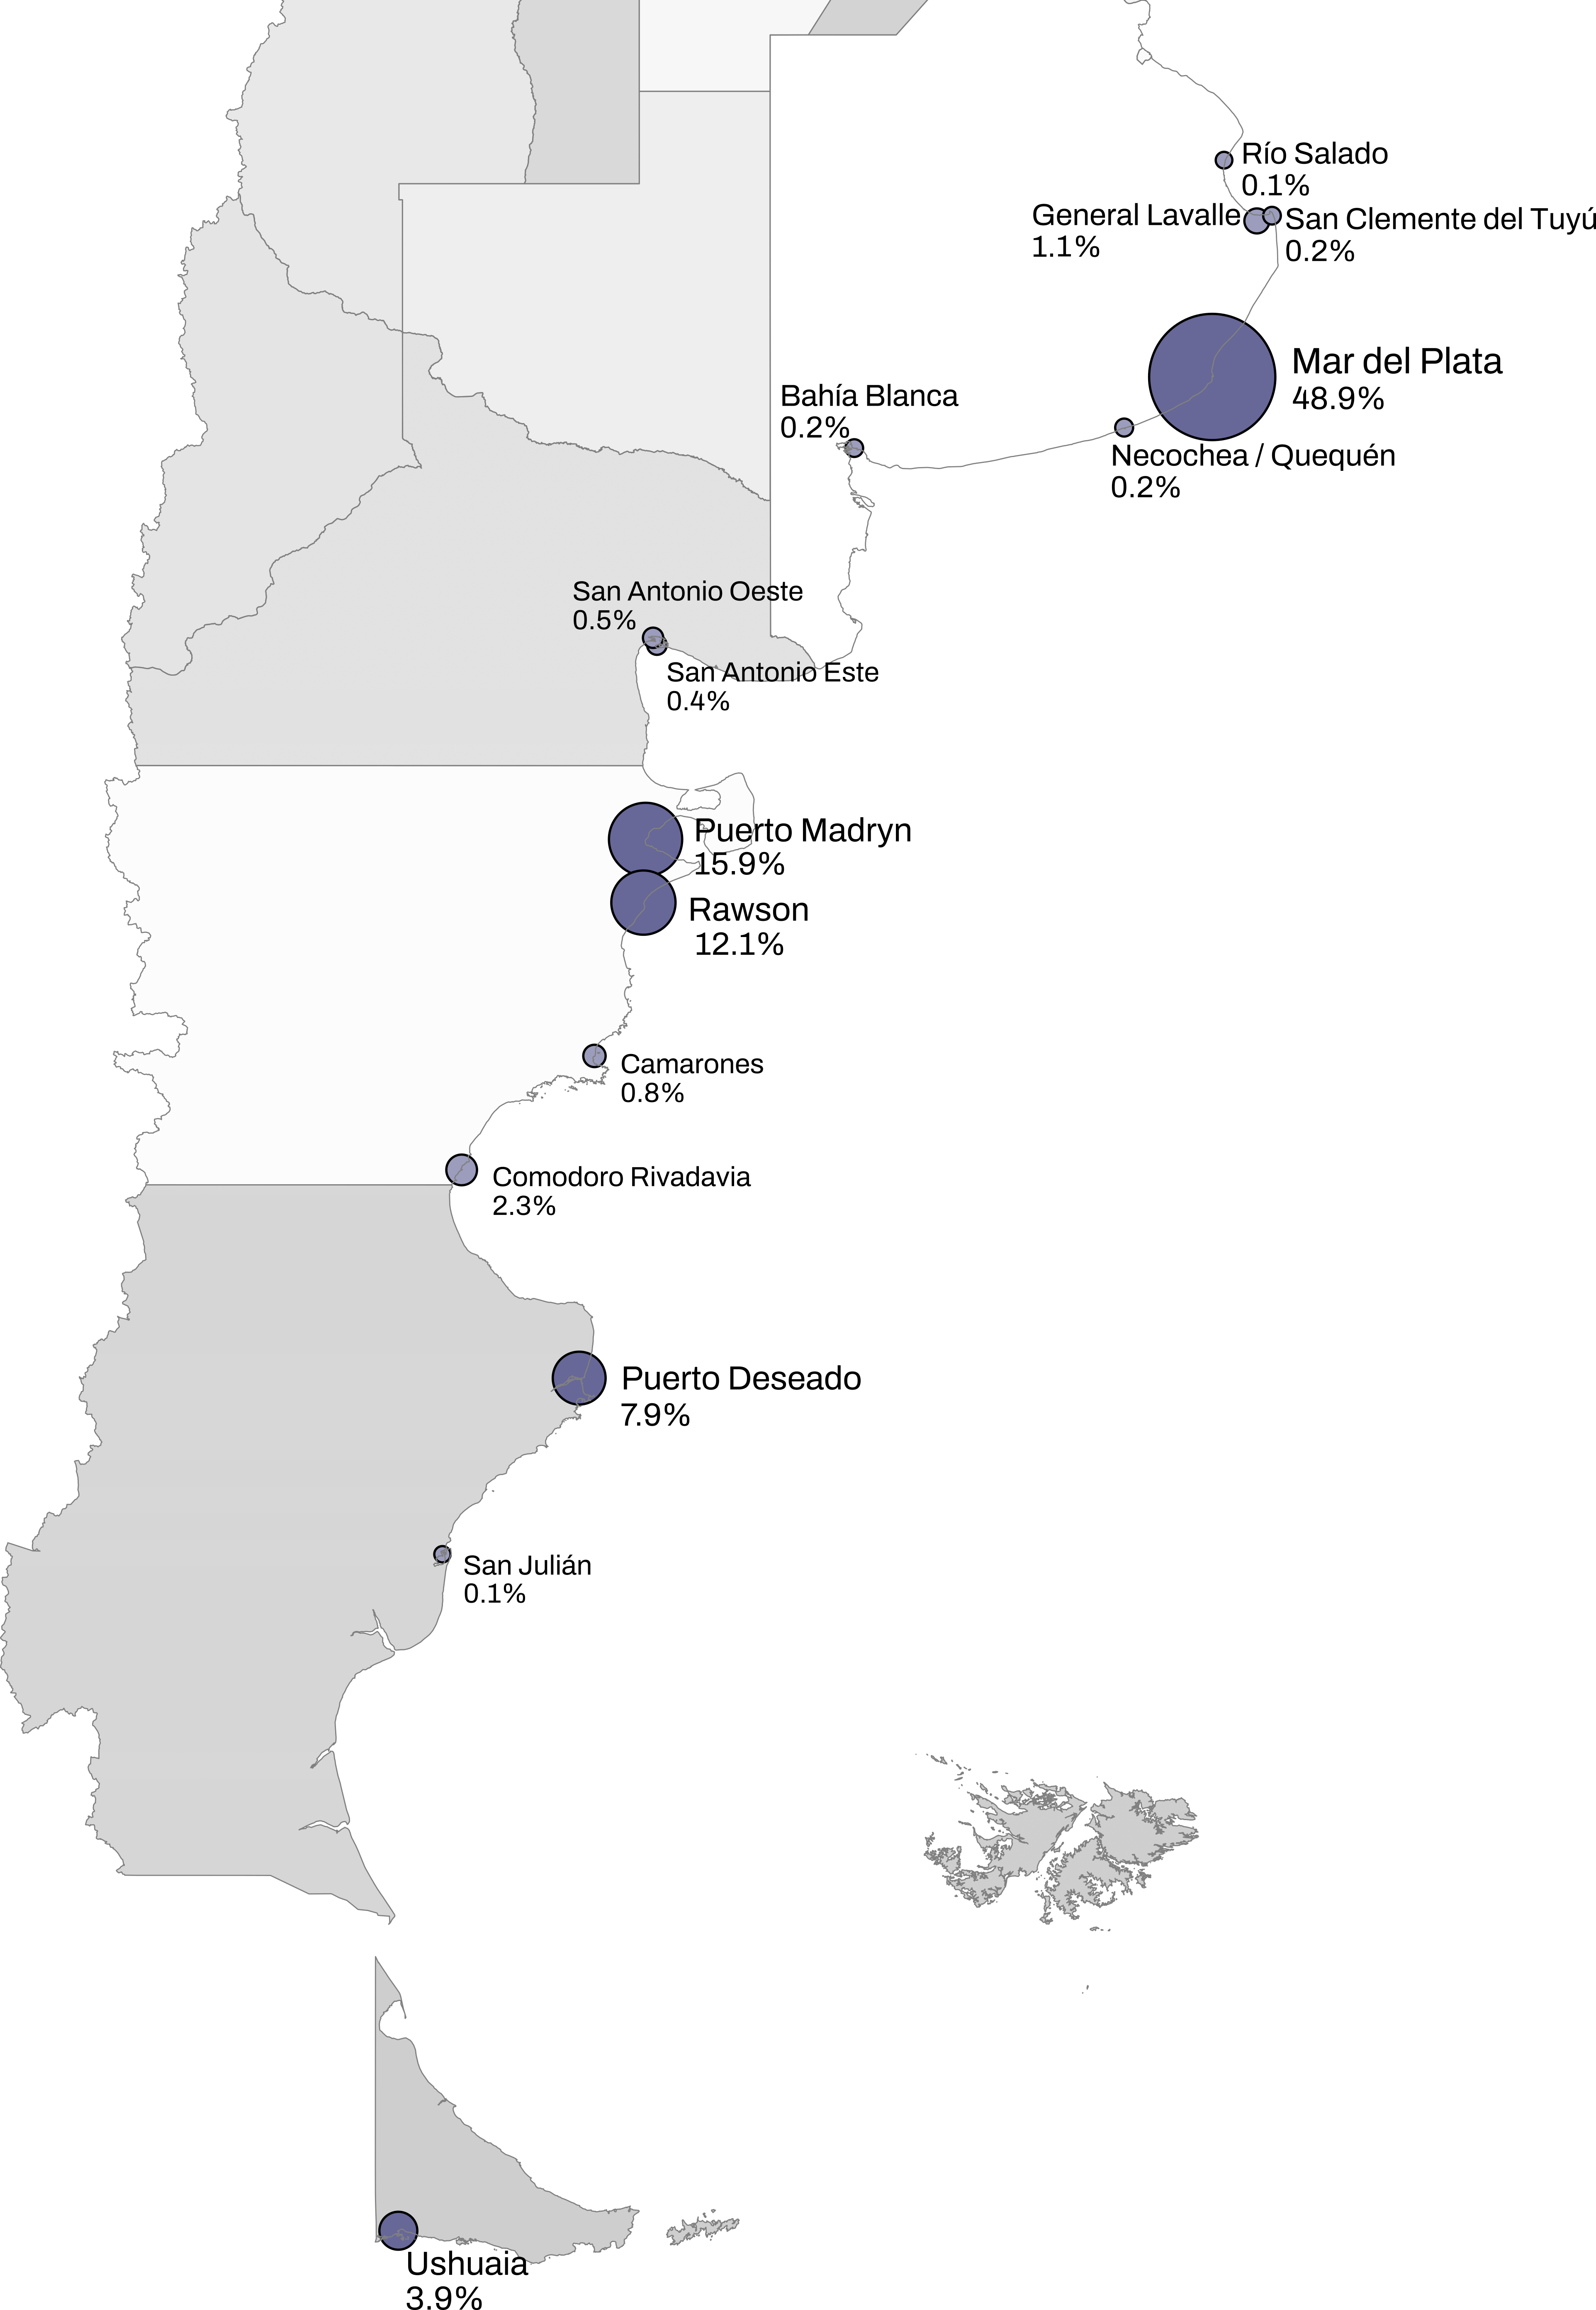 Río Salado
0.1%
General Lavalle
1.1%
San Clemente del Tuyú
0.2%
Mar del Plata
48.9%
Bahía Blanca
0.2%
Necochea / Quequén
0.2%
San Antonio Oeste
0.5%
San Antonio Este
0.4%
Puerto Madryn
15.9%
Rawson
12.1%
Camarones
0.8%
Comodoro Rivadavia
2.3%
Puerto Deseado
7.9%
San Julián
0.1%
Ushuaia
3.9%